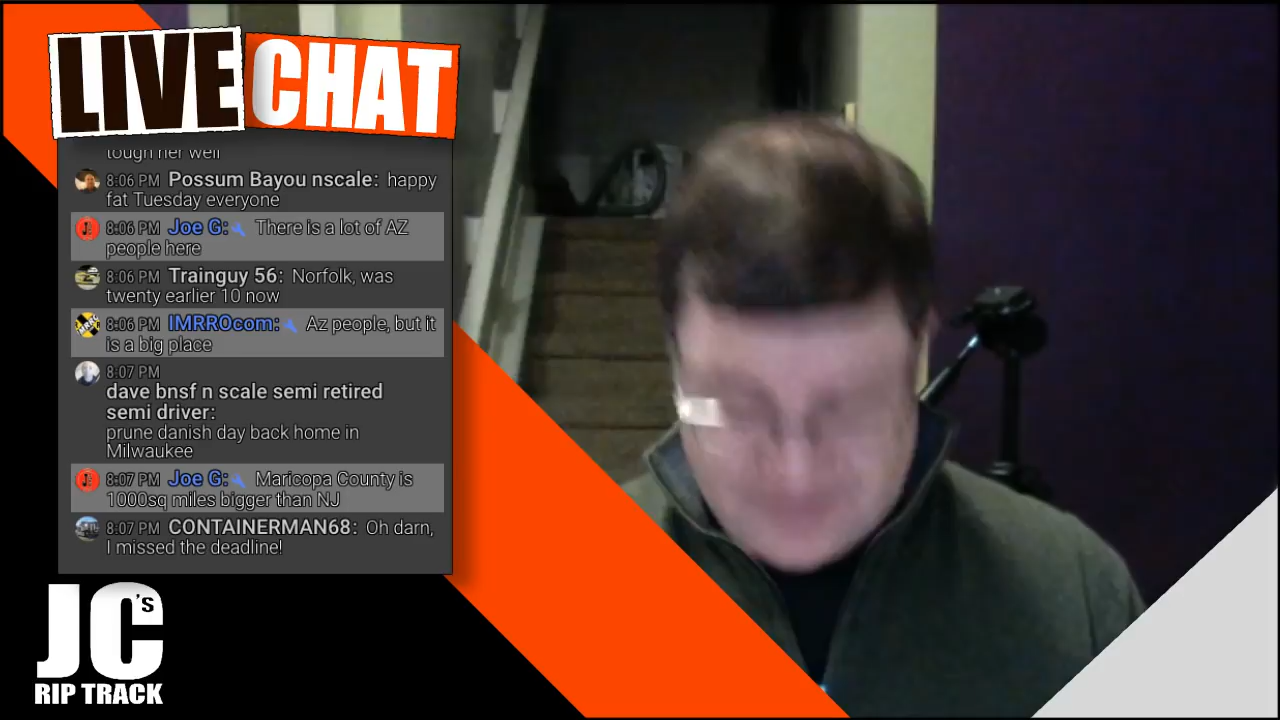 LIVE CHAT
tough her well
8:06 PM Possum Bayou nscale: happy
fat Tuesday everyone
8:06 PM Joe G: There is a lot of AZ
people here
8:06 PM Trainguy 56: Norfolk, was
twenty earlier 10 now
8:06 PM IMRROcom: Az people, but it
is a big place
8:07 PM
dave bnsf n scale semi retired
semi driver:
prune danish day back home in
Milwaukee
8:07 PM Joe G: Maricopa County is
1000sq miles bigger than NJ
8:07 PM CONTAINERMAN68: Oh darn,
I missed the deadline!
JC's
RIP TRACK